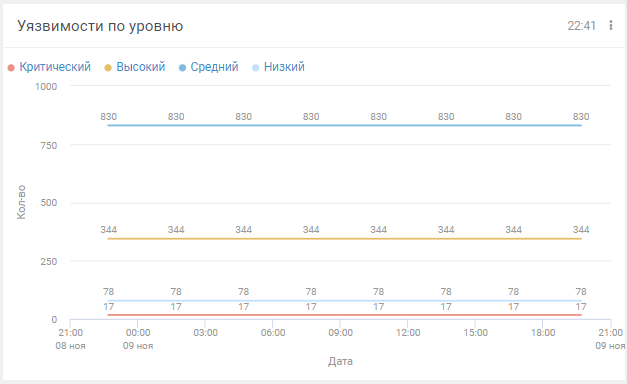 Уязвимости по уровню 22:41
Критический Высокий Средний Низкий
1000
830 830 830 830 830 830 830 830
750
Кол-во
500
344 344 344 344 344 344 344 344
250
78 78 78 78 78 78 78 78
17 17 17 17 17 17 17 17
0
21:00 00:00 03:00 06:00 09:00 12:00 15:00 18:00 21:00
08 ноя 09 ноя 09 ноя
Дата